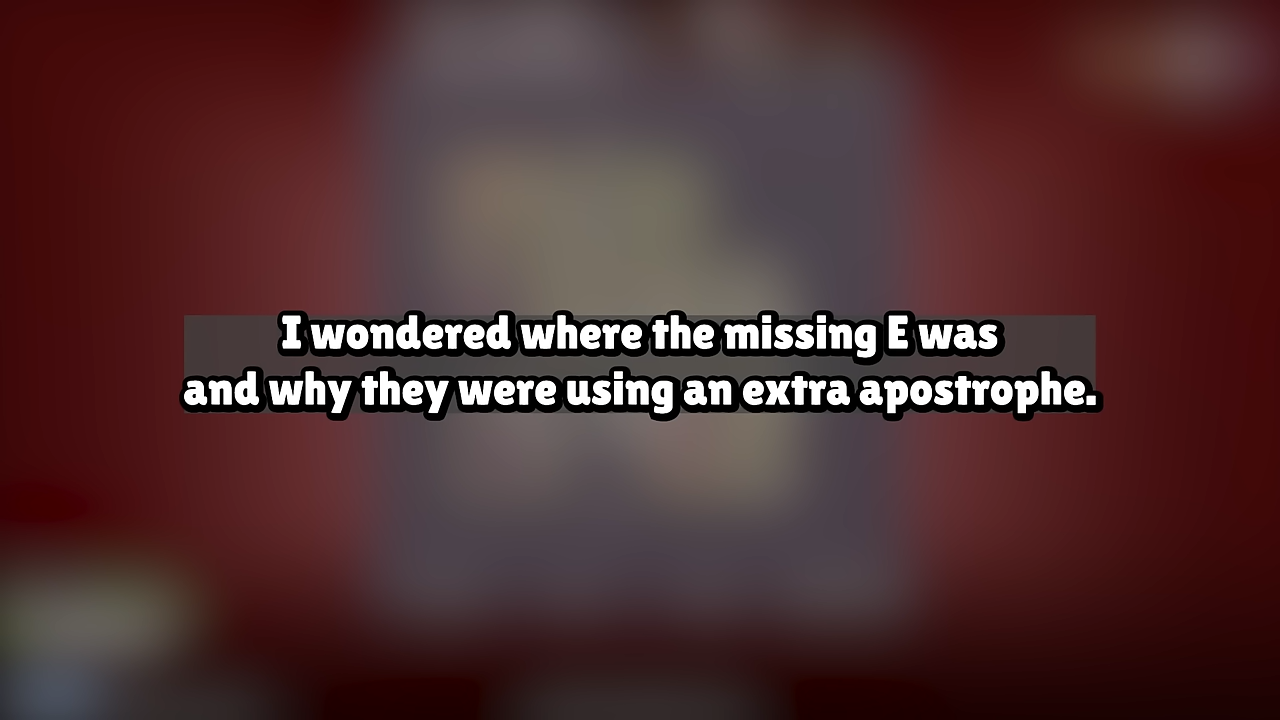 I wondered where the missing E was
and why they were using an extra apostrophe.